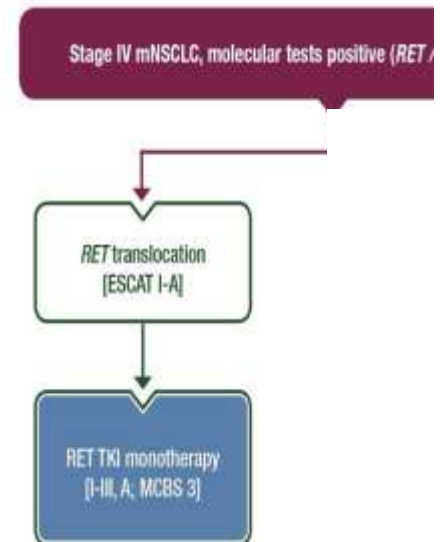 Stage IV mNSCLC, molecular tests positive (RET /
RET translocation
[ESCAT I-A]
RET TKI monotherapy
[I-III, A; MCBS 3]